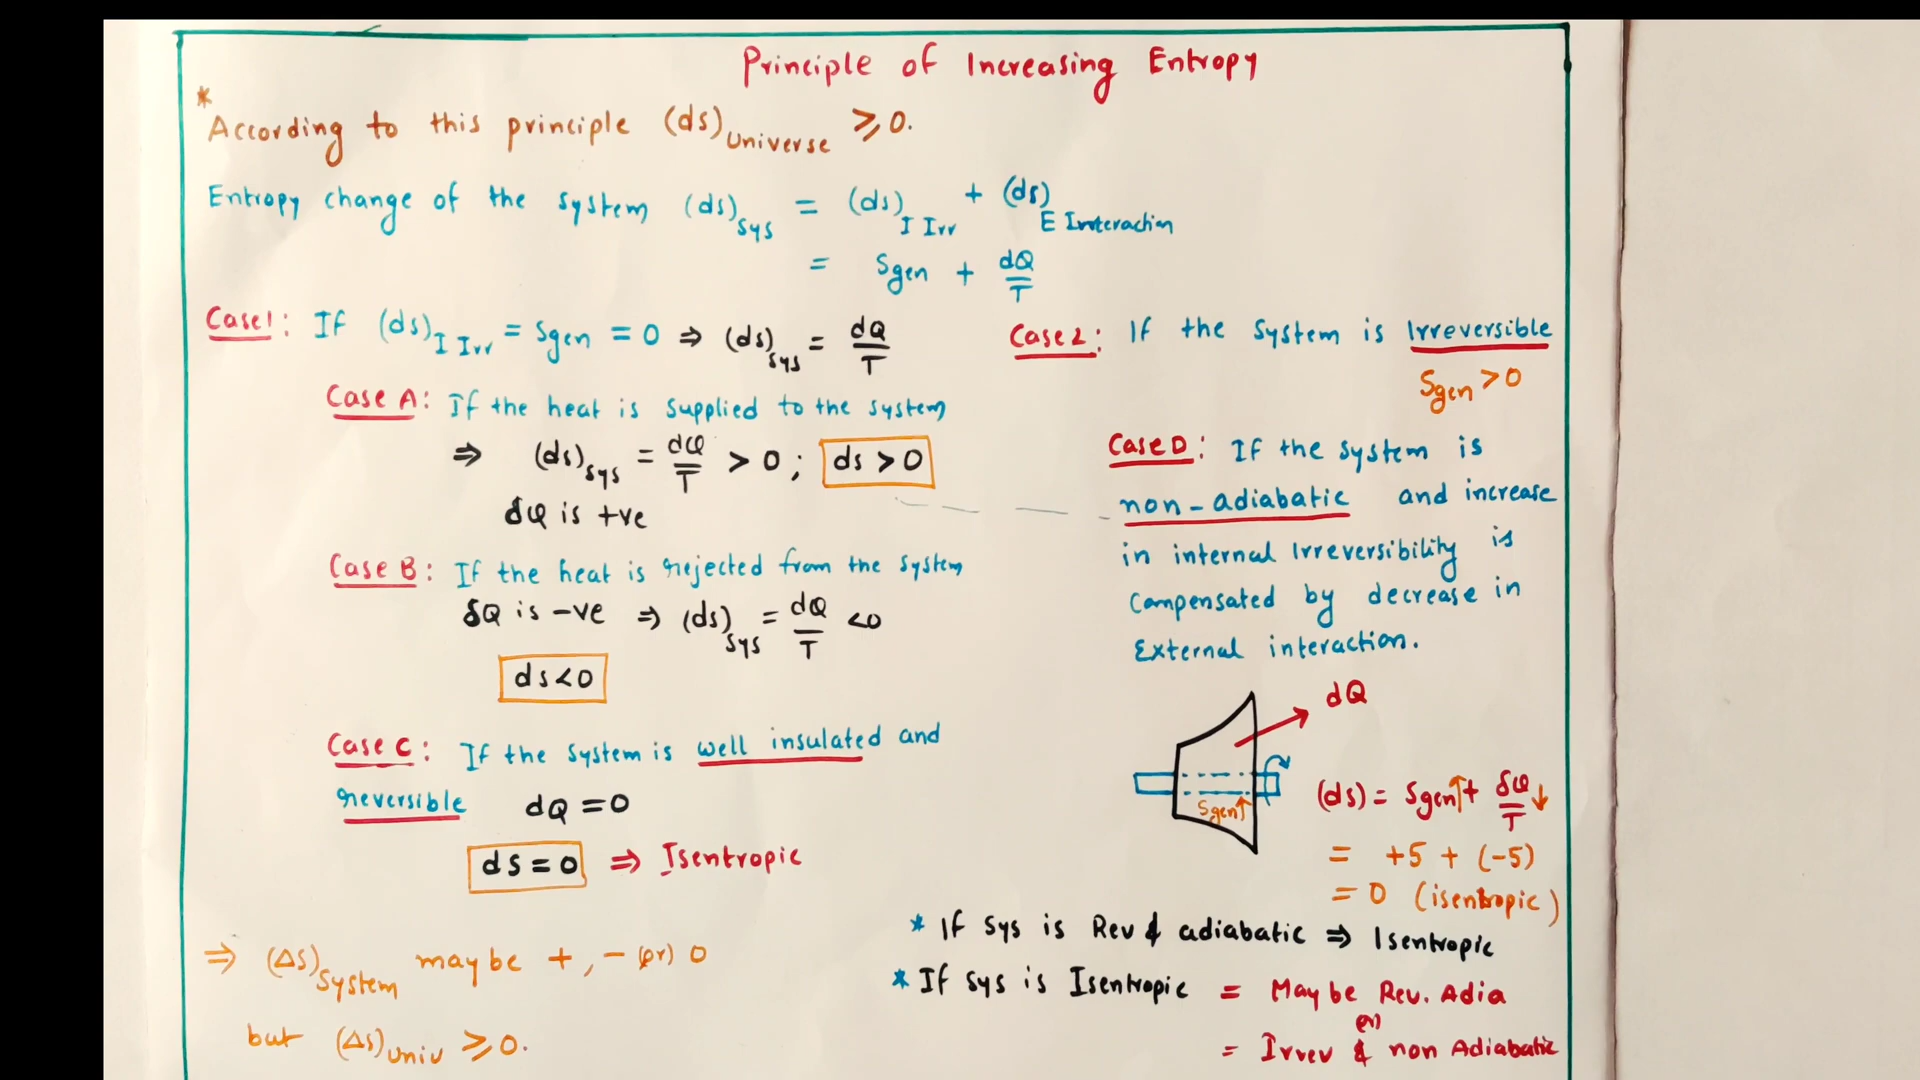 Principle of Increasing Entropy
* According to this principle (ds)Universe ≥ 0.
Entropy change of the system (ds)sys = (ds)I Irr + (ds)E Interaction
= Sgen + dQ/T
Case1: If (ds)I Irr = Sgen = 0 ⇒ (ds)sys = dQ/T
Case A: If the heat is supplied to the system
⇒ (ds)sys = dQ/T > 0 ; ds > 0
δQ is +ve
Case B: If the heat is rejected from the system
δQ is -ve ⇒ (ds)sys = dQ/T <0
ds<0
Case C: If the system is well insulated and
reversible dQ = 0
ds = 0 ⇒ Isentropic
⇒ (Δs)System may be +, - (or) 0
but (Δs)univ ≥ 0.
Case 2: If the system is Irreversible
Sgen > 0
Case D: If the system is
non-adiabatic and increase
in internal Irreversibility is
compensated by decrease in
External interaction.
dQ
Sgen↑
(ds) = Sgen↑ + δQ/T↓
= +5 + (-5)
= 0 (isentropic)
* If sys is Rev & adiabatic ⇒ Isentropic
* If sys is Isentropic = May be Rev. Adia
(or)
= Irrev & non Adiabatic